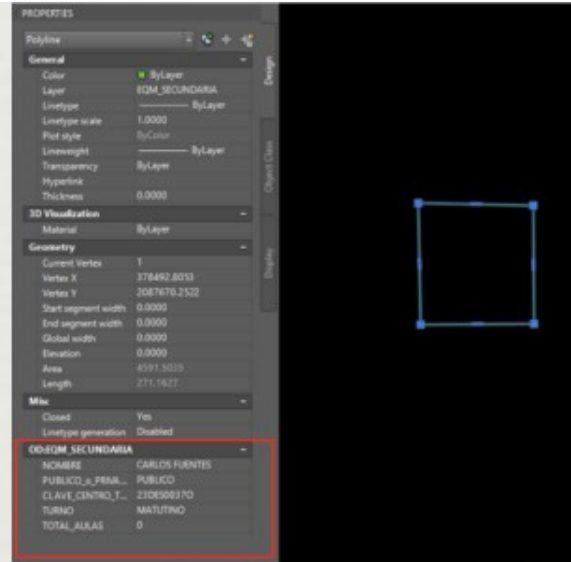 PROPERTIES
Polyline
General
Color ByLayer
Layer EQM_SECUNDARIA
Linetype ByLayer
Linetype scale 1.0000
Plot style ByColor
Lineweight ByLayer
Transparency ByLayer
Hyperlink
Thickness 0.0000
3D Visualization
Material ByLayer
Geometry
Current Vertex 1
Vertex X 378492.8053
Vertex Y 2087670.2522
Start segment width 0.0000
End segment width 0.0000
Global width 0.0000
Elevation 0.0000
Area 4591.5035
Length 271.1627
Misc
Closed Yes
Linetype generation Disabled
OD:EQM_SECUNDARIA
NOMBRE CARLOS FUENTES
PUBLICO_o_PRIVA... PUBLICO
CLAVE_CENTRO_T... 23DES0037O
TURNO MATUTINO
TOTAL_AULAS 0
Design
Object Class
Display